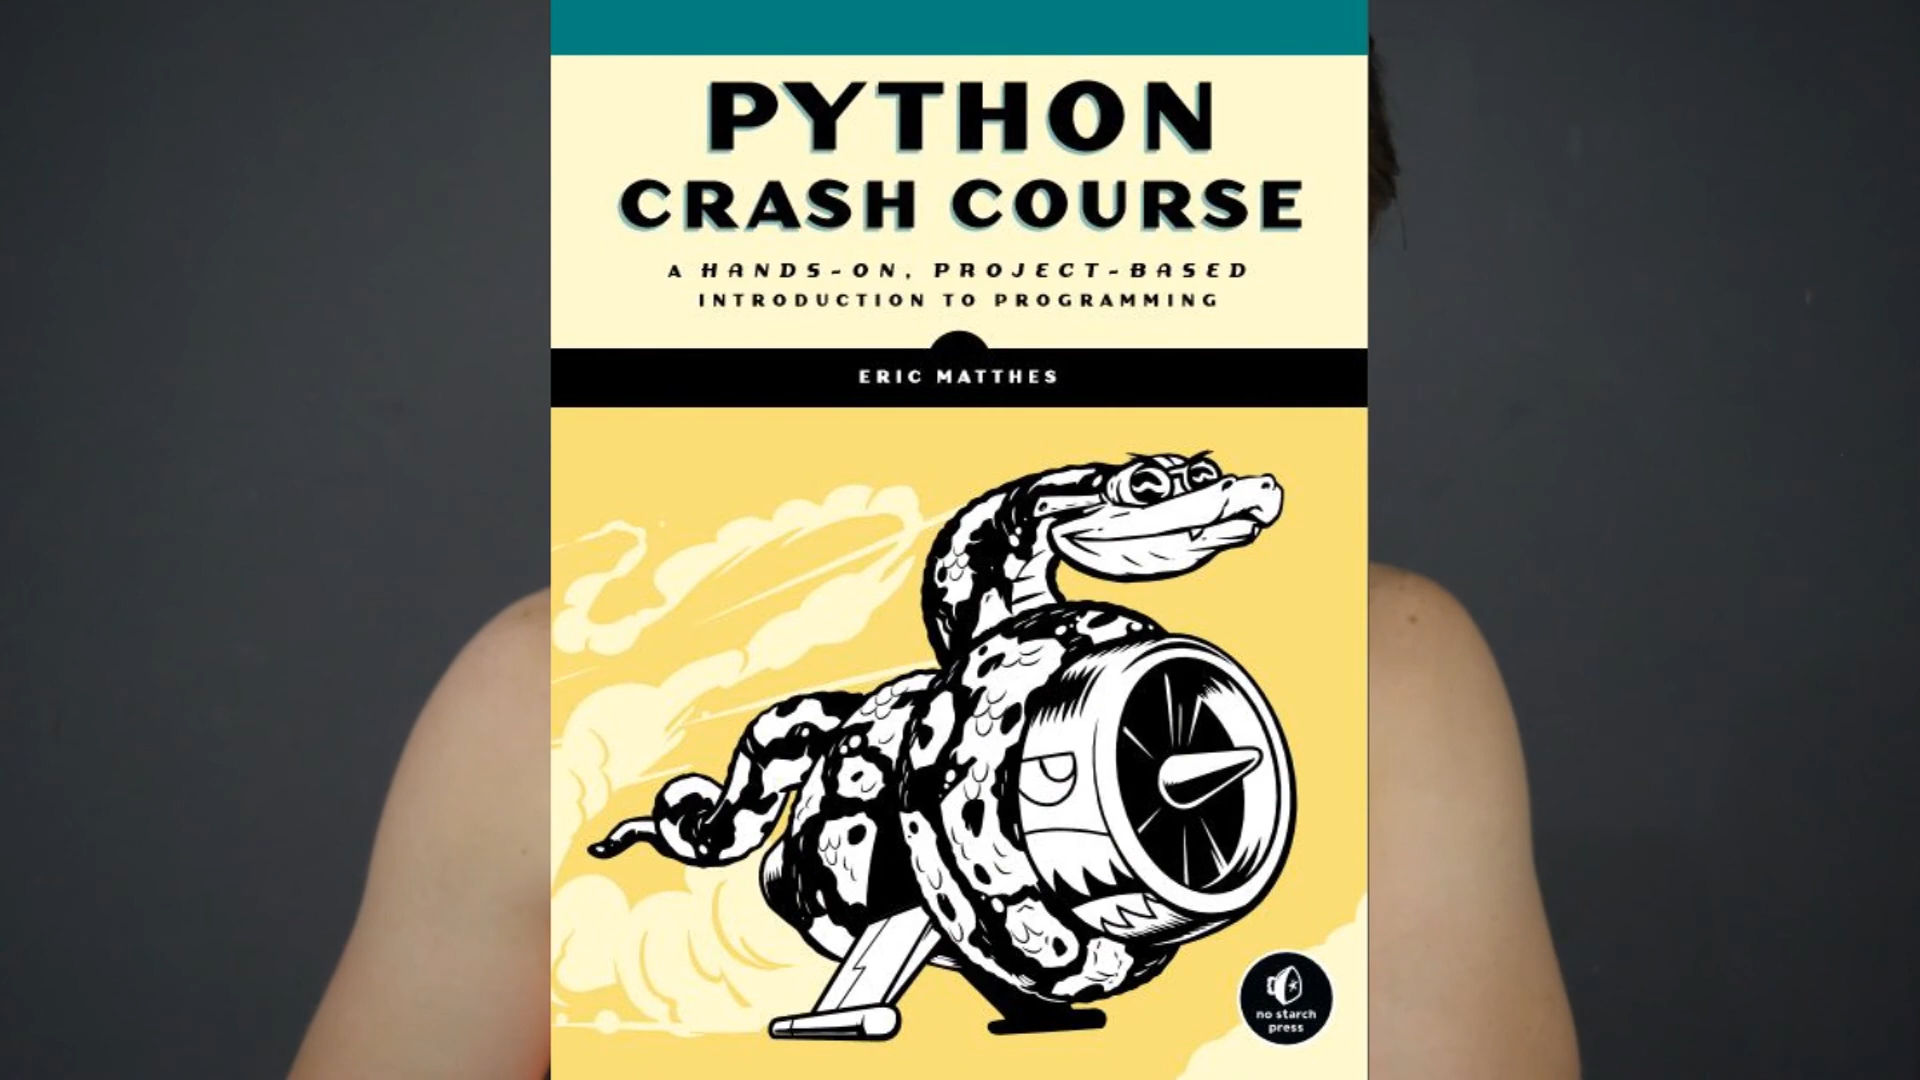 PYTHON
CRASH COURSE
A HANDS-ON, PROJECT-BASED
INTRODUCTION TO PROGRAMMING
ERIC MATTHES
no starch
press